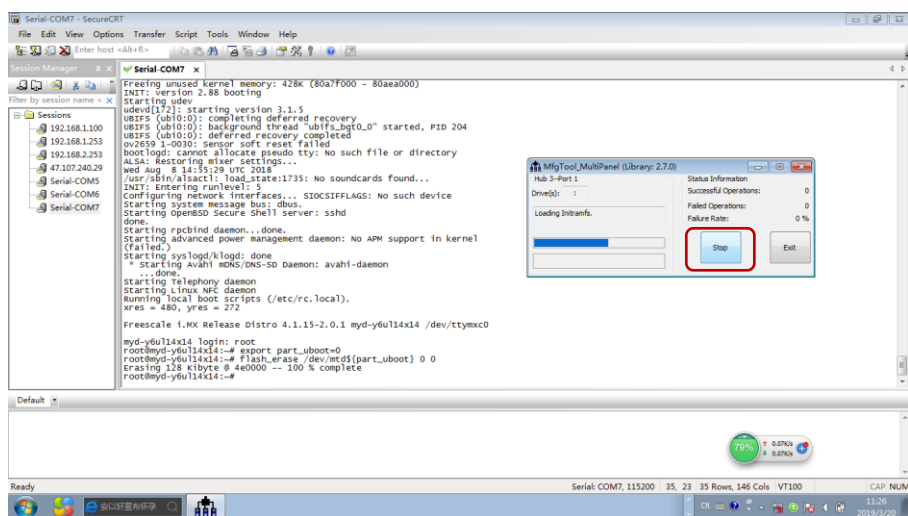 Serial-COM7 - SecureCRT
File Edit View Options Transfer Script Tools Window Help
Enter host <Alt+R>
Session Manager
Serial-COM7
Filter by session name <
Sessions
192.168.1.100
192.168.1.253
192.168.2.253
47.107.240.29
Serial-COM5
Serial-COM6
Serial-COM7
Freeing unused kernel memory: 428K (80a7f000 - 80aea000)
INIT: version 2.88 booting
Starting udev
udevd[172]: starting version 3.1.5
UBIFS (ubi0:0): completing deferred recovery
UBIFS (ubi0:0): background thread "ubifs_bgt0_0" started, PID 204
UBIFS (ubi0:0): deferred recovery completed
ov2659 1-0030: Sensor soft reset failed
bootlogd: cannot allocate pseudo tty: No such file or directory
ALSA: Restoring mixer settings...
Wed Aug  8 14:55:29 UTC 2018
/usr/sbin/alsactl: load_state:1735: No soundcards found...
INIT: Entering runlevel: 5
Configuring network interfaces... SIOCSIFFLAGS: No such device
Starting system message bus: dbus.
Starting OpenBSD Secure Shell server: sshd
done.
Starting rpcbind daemon...done.
Starting advanced power management daemon: No APM support in kernel
(failed.)
Starting syslogd/klogd: done
* Starting Avahi mDNS/DNS-SD Daemon: avahi-daemon
...done.
Starting Telephony daemon
Starting Linux NFC daemon
Running local boot scripts (/etc/rc.local).
xres = 480, yres = 272
Freescale i.MX Release Distro 4.1.15-2.0.1 myd-y6ul14x14 /dev/ttymxc0
myd-y6ul14x14 login: root
root@myd-y6ul14x14:~# export part_uboot=0
root@myd-y6ul14x14:~# flash_erase /dev/mtd${part_uboot} 0 0
Erasing 128 Kibyte @ 4e0000 -- 100 % complete
root@myd-y6ul14x14:~#
MfgTool_MultiPanel (Library: 2.7.0)
Hub 3--Port 1
Status Information
Drive(s): :
Successful Operations: 0
Loading Initramfs.
Failed Operations: 0
Failure Rate: 0 %
Stop
Exit
Default
79%
0.07K/s
0.07K/s
Ready
Serial: COM7, 115200 35, 23 35 Rows, 146 Cols VT100 CAP NUM
CH
11:26
2019/3/20